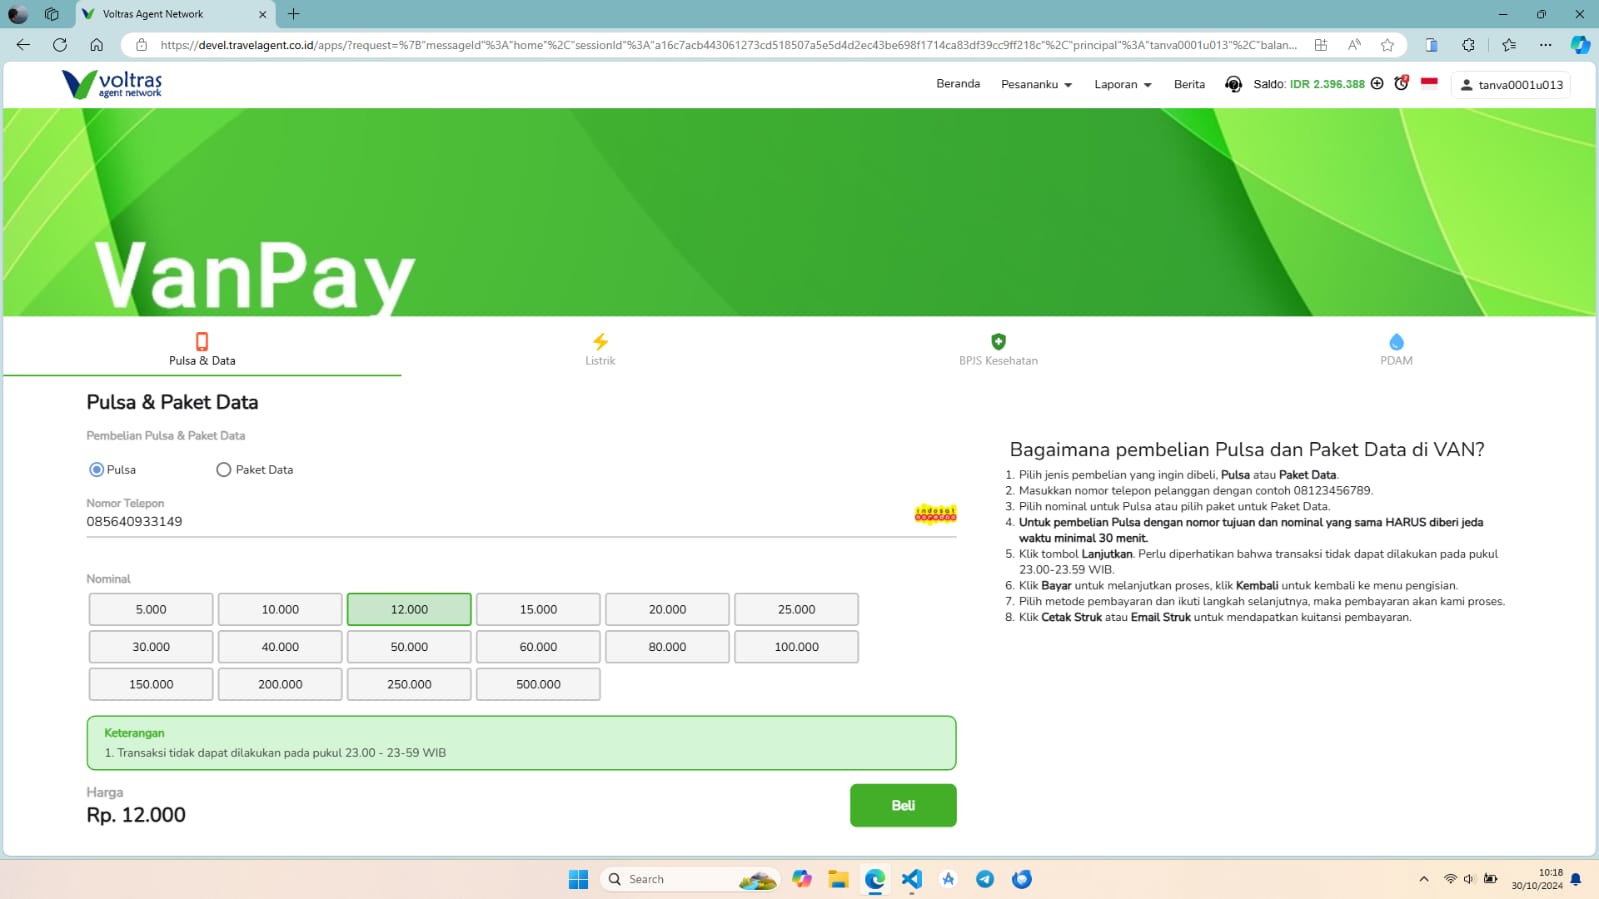 Voltras Agent Network
https://devel.travelagent.co.id/apps/?request=%7B"messageId"%3A"home"%2C"sessionId"%3A"a16c7acb443061273cd518507a5e5d4d2ec43be698f1714ca83df39cc9ff218c"%2C"principal"%3A"tanva0001u013"%2C"balan...
voltras
agent network
Beranda
Pesananku
Laporan
Berita
Saldo: IDR 2.396.388
tanva0001u013
VanPay
Pulsa & Data
Listrik
BPJS Kesehatan
PDAM
Pulsa & Paket Data
Pembelian Pulsa & Paket Data
Pulsa
Paket Data
Nomor Telepon
085640933149
indosat
ooredoo
Nominal
5.000
10.000
12.000
15.000
20.000
25.000
30.000
40.000
50.000
60.000
80.000
100.000
150.000
200.000
250.000
500.000
Keterangan
1. Transaksi tidak dapat dilakukan pada pukul 23.00 - 23-59 WIB
Harga
Rp. 12.000
Beli
Bagaimana pembelian Pulsa dan Paket Data di VAN?
1. Pilih jenis pembelian yang ingin dibeli, Pulsa atau Paket Data.
2. Masukkan nomor telepon pelanggan dengan contoh 08123456789.
3. Pilih nominal untuk Pulsa atau pilih paket untuk Paket Data.
4. Untuk pembelian Pulsa dengan nomor tujuan dan nominal yang sama HARUS diberi jeda
waktu minimal 30 menit.
5. Klik tombol Lanjutkan. Perlu diperhatikan bahwa transaksi tidak dapat dilakukan pada pukul
23.00-23.59 WIB.
6. Klik Bayar untuk melanjutkan proses, klik Kembali untuk kembali ke menu pengisian.
7. Pilih metode pembayaran dan ikuti langkah selanjutnya, maka pembayaran akan kami proses.
8. Klik Cetak Struk atau Email Struk untuk mendapatkan kuitansi pembayaran.
Search
10:18
30/10/2024